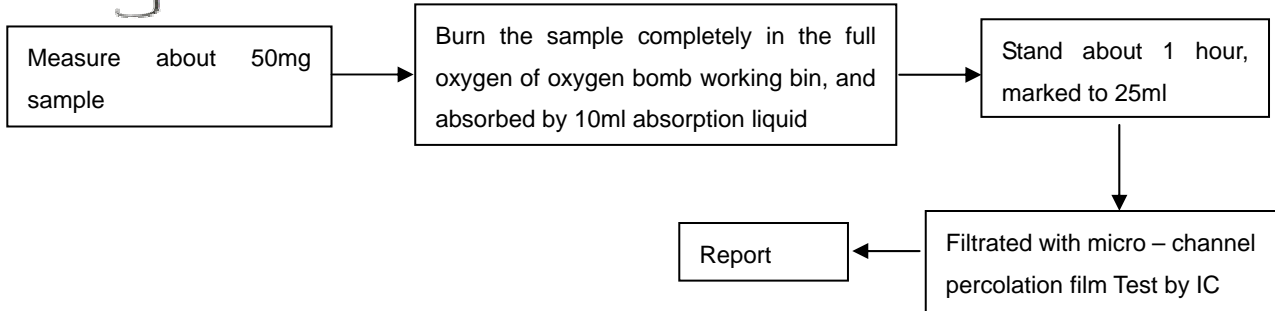 Measure about 50mg
sample
Burn the sample completely in the full
oxygen of oxygen bomb working bin, and
absorbed by 10ml absorption liquid
Stand about 1 hour,
marked to 25ml
Filtrated with micro – channel
percolation film Test by IC
Report